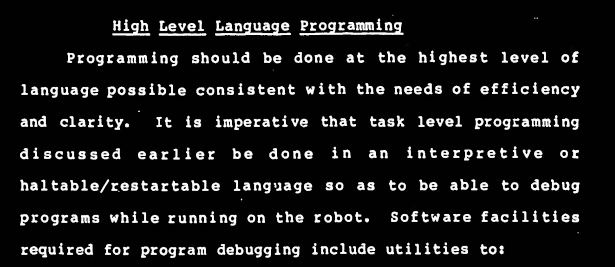 High Level Language Programming
Programming should be done at the highest level of
language possible consistent with the needs of efficiency
and clarity. It is imperative that task level programming
discussed earlier be done in an interpretive or
haltable/restartable language so as to be able to debug
programs while running on the robot. Software facilities
required for program debugging include utilities to: